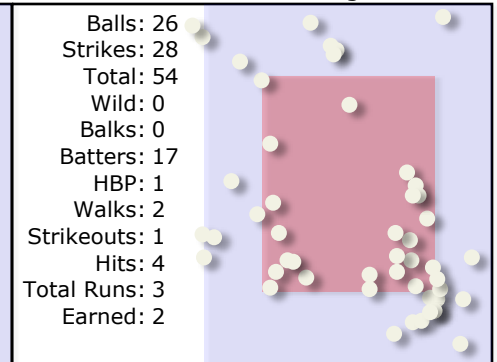 Balls: 26
Strikes: 28
Total: 54
Wild: 0
Balks: 0
Batters: 17
HBP: 1
Walks: 2
Strikeouts: 1
Hits: 4
Total Runs: 3
Earned: 2